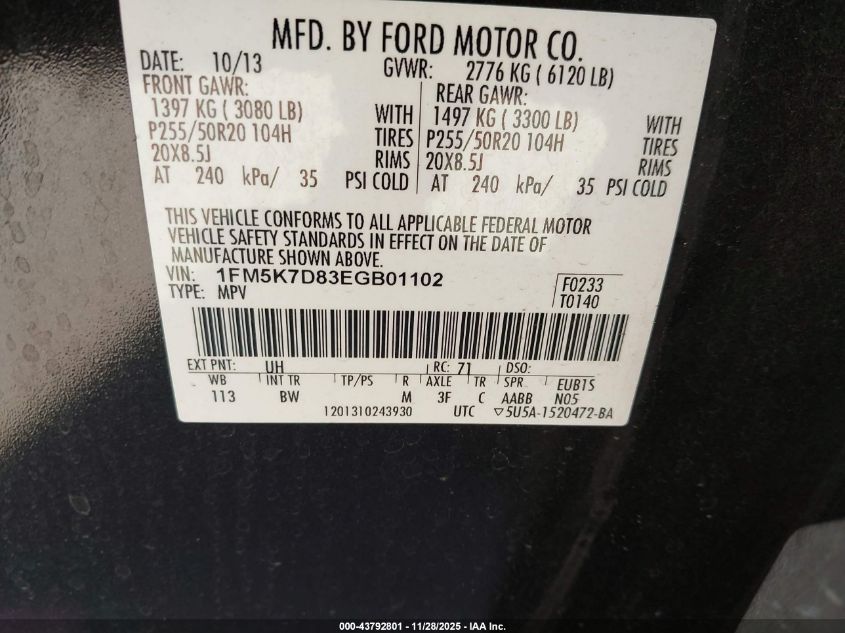 MFD. BY FORD MOTOR CO.
DATE: 10/13 GVWR: 2776 KG ( 6120 LB)
FRONT GAWR: REAR GAWR:
1397 KG ( 3080 LB) WITH 1497 KG ( 3300 LB) WITH
P255/50R20 104H TIRES P255/50R20 104H TIRES
20X8.5J RIMS 20X8.5J RIMS
AT 240 kPa/ 35 PSI COLD AT 240 kPa/ 35 PSI COLD
THIS VEHICLE CONFORMS TO ALL APPLICABLE FEDERAL MOTOR
VEHICLE SAFETY STANDARDS IN EFFECT ON THE DATE OF
MANUFACTURE SHOWN ABOVE.
VIN: 1FM5K7D83EGB01102 F0233
TYPE: MPV T0140
EXT PNT: UH RC: 71 DSO:
WB INT TR TP/PS R AXLE TR SPR EUB1S
113 BW M 3F C AABB N05
1201310243930 UTC ▽5U5A-1520472-BA
000-43792801 - 11/28/2025 - IAA Inc.